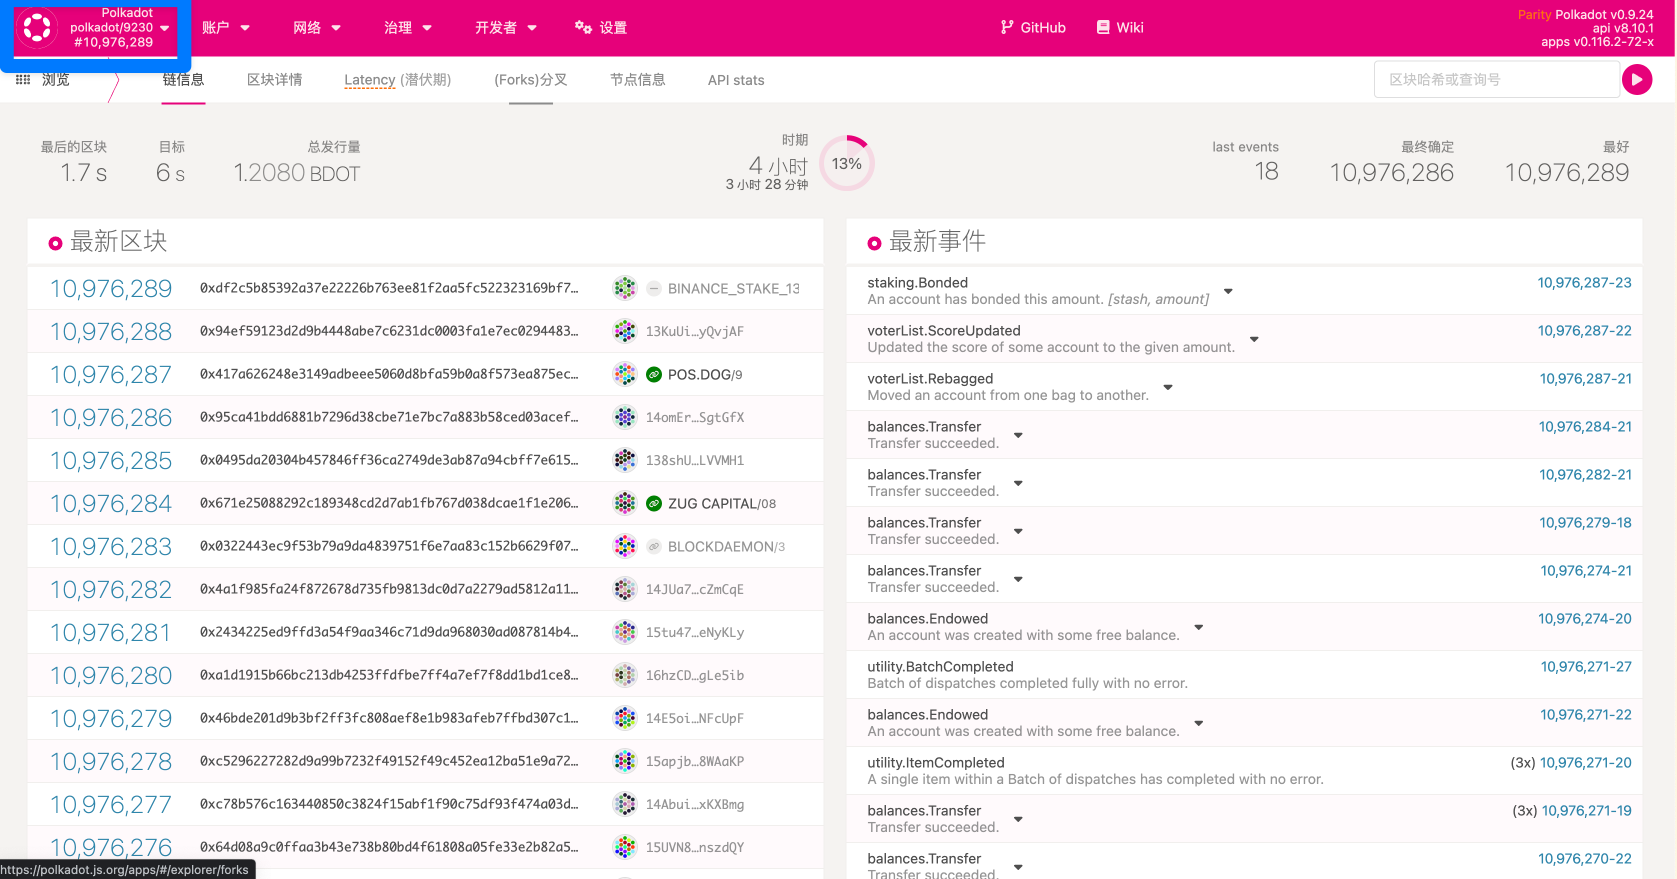 Polkadot
polkadot/9230
#10,976,289
账户
网络
治理
开发者
设置
GitHub
Wiki
Parity Polkadot v0.9.24
api v8.10.1
apps v0.116.2-72-x
浏览
链信息
区块详情
Latency (潜伏期)
(Forks)分叉
节点信息
API stats
区块哈希或查询号
最后的区块
1.7 s
目标
6 s
总发行量
1.2080 BDOT
时期
4 小时
3 小时 28 分钟
13%
last events
18
最终确定
10,976,286
最好
10,976,289
最新区块
10,976,289 0xdf2c5b85392a37e22226b763ee81f2aa5fc522323169bf7… BINANCE_STAKE_13
10,976,288 0x94ef59123d2d9b4448abe7c6231dc0003fa1e7ec0294483… 13KuUi…yQvjAF
10,976,287 0x417a626248e3149adbeee5060d8bfa59b0a8f573ea875ec… POS.DOG/9
10,976,286 0x95ca41bdd6881b7296d38cbe71e7bc7a883b58ced03acef… 14omEr…SgtGfX
10,976,285 0x0495da20304b457846ff36ca2749de3ab87a94cbff7e615… 138shU…LVVMH1
10,976,284 0x671e25088292c189348cd2d7ab1fb767d038dcae1f1e206… ZUG CAPITAL/08
10,976,283 0x0322443ec9f53b79a9da4839751f6e7aa83c152b6629f07… BLOCKDAEMON/3
10,976,282 0x4a1f985fa24f872678d735fb9813dc0d7a2279ad5812a11… 14JUa7…cZmCqE
10,976,281 0x2434225ed9ffd3a54f9aa346c71d9da968030ad087814b4… 15tu47…eNyKLy
10,976,280 0xa1d1915b66bc213db4253ffdfbe7ff4a7ef7f8dd1bd1ce8… 16hzCD…gLe5ib
10,976,279 0x46bde201d9b3bf2ff3fc808aef8e1b983afeb7ffbd307c1… 14E5oi…NFcUpF
10,976,278 0xc5296227282d9a99b7232f49152f49c452ea12ba51e9a72… 15apjb…8WAaKP
10,976,277 0xc78b576c163440850c3824f15abf1f90c75df93f474a03d… 14Abui…xKXBmg
10,976,276 0x64d08a9c0ffaa3b43e738b80bd4f61808a05fe33e2b82a5… 15UVN8…nszdQY
最新事件
staking.Bonded 10,976,287-23
An account has bonded this amount. [stash, amount]
voterList.ScoreUpdated 10,976,287-22
Updated the score of some account to the given amount.
voterList.Rebagged 10,976,287-21
Moved an account from one bag to another.
balances.Transfer 10,976,284-21
Transfer succeeded.
balances.Transfer 10,976,282-21
Transfer succeeded.
balances.Transfer 10,976,279-18
Transfer succeeded.
balances.Transfer 10,976,274-21
Transfer succeeded.
balances.Endowed 10,976,274-20
An account was created with some free balance.
utility.BatchCompleted 10,976,271-27
Batch of dispatches completed fully with no error.
balances.Endowed 10,976,271-22
An account was created with some free balance.
utility.ItemCompleted (3x) 10,976,271-20
A single item within a Batch of dispatches has completed with no error.
balances.Transfer (3x) 10,976,271-19
Transfer succeeded.
balances.Transfer 10,976,270-22
Transfer succeeded.
https://polkadot.js.org/apps/#/explorer/forks